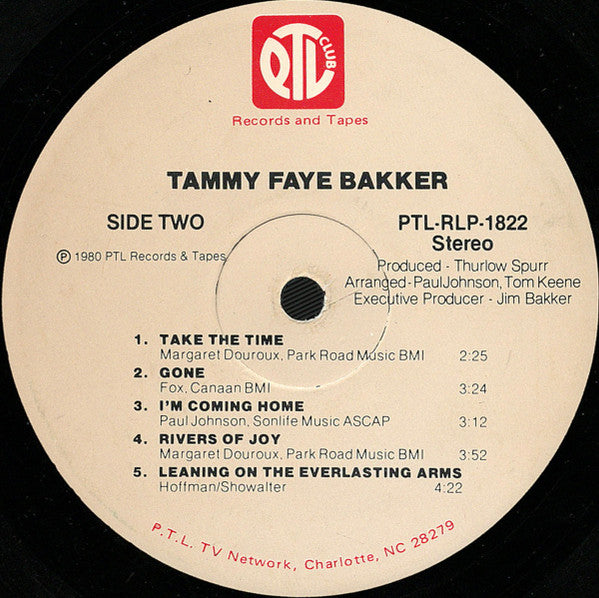 PTL CLUB
Records and Tapes
TAMMY FAYE BAKKER
SIDE TWO
PTL-RLP-1822
Stereo
Ⓟ 1980 PTL Records & Tapes
Produced - Thurlow Spurr
Arranged - Paul Johnson, Tom Keene
Executive Producer - Jim Bakker
1. TAKE THE TIME
Margaret Douroux, Park Road Music BMI 2:25
2. GONE
Fox, Canaan BMI 3:24
3. I'M COMING HOME
Paul Johnson, Sonlife Music ASCAP 3:12
4. RIVERS OF JOY
Margaret Douroux, Park Road Music BMI 3:52
5. LEANING ON THE EVERLASTING ARMS
Hoffman/Showalter 4:22
P.T.L. TV Network, Charlotte, NC 28279